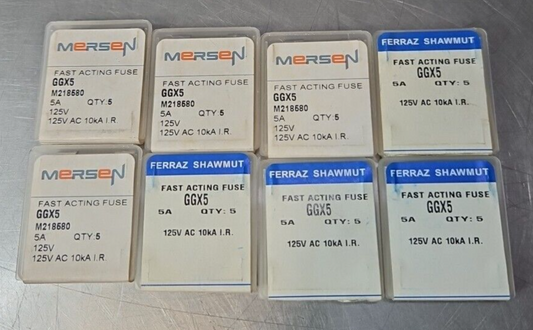 MERSEN
FAST ACTING FUSE
GGX5
M218580
5A QTY:5
125V
125V AC 10kA I.R.
MERSEN
FAST ACTING FUSE
GGX5
M218580
5A QTY:5
125V
125V AC 10kA I.R.
MERSEN
FAST ACTING FUSE
GGX5
M218580
5A QTY:5
125V
125V AC 10kA I.R.
FERRAZ SHAWMUT
FAST ACTING FUSE
GGX5
5A QTY: 5
125V AC 10kA I.R.
MERSEN
FAST ACTING FUSE
GGX5
M218580
5A QTY:5
125V
125V AC 10kA I.R.
FERRAZ SHAWMUT
FAST ACTING FUSE
GGX5
5A QTY: 5
125V AC 10kA I.R.
FERRAZ SHAWMUT
FAST ACTING FUSE
GGX5
5A QTY: 5
125V AC 10kA I.R.
FERRAZ SHAWMUT
FAST ACTING FUSE
GGX5
5A QTY: 5
125V AC 10kA I.R.